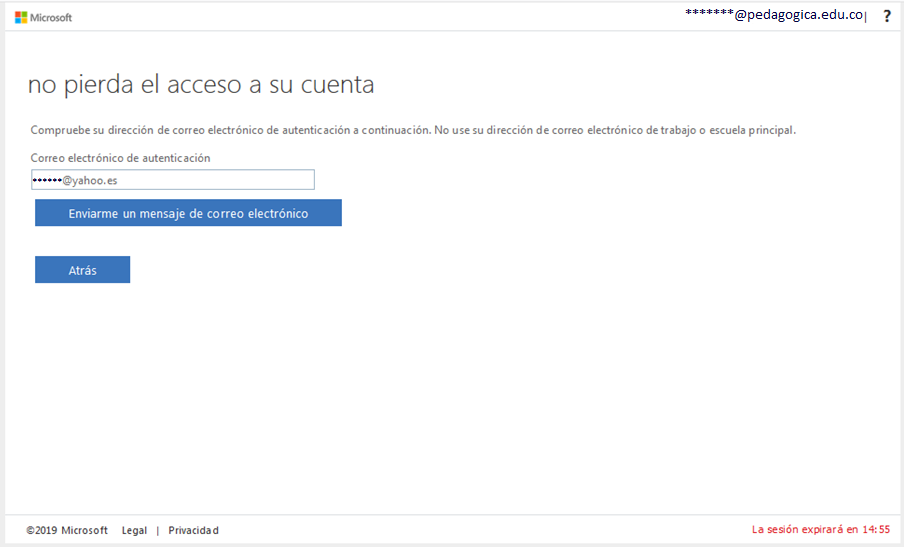 Microsoft
*******@pedagogica.edu.co| ?
no pierda el acceso a su cuenta
Compruebe su dirección de correo electrónico de autenticación a continuación. No use su dirección de correo electrónico de trabajo o escuela principal.
Correo electrónico de autenticación
••••••@yahoo.es
Enviarme un mensaje de correo electrónico
Atrás
©2019 Microsoft Legal | Privacidad
La sesión expirará en 14:55